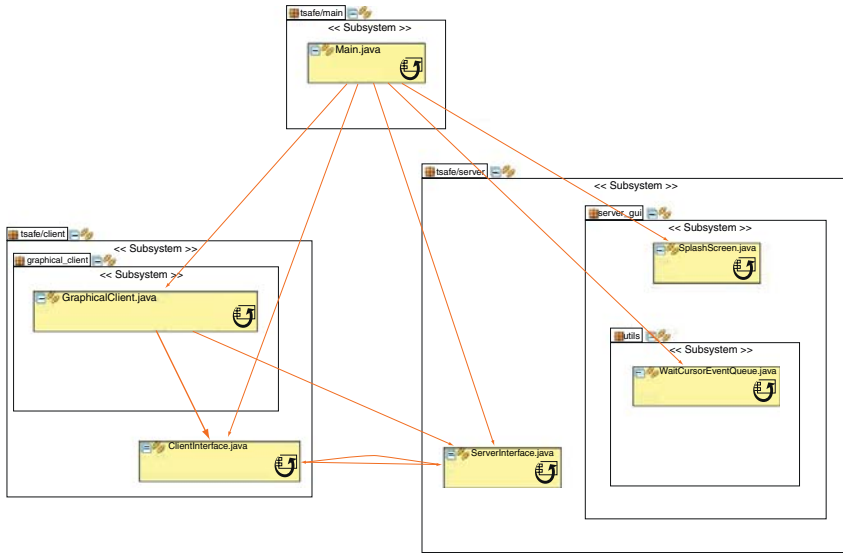 tsafe/main
<< Subsystem >>
Main.java
tsafe/server
<< Subsystem >>
server_gui
<< Subsystem >>
SplashScreen.java
utils
<< Subsystem >>
WaitCursorEventQueue.java
ServerInterface.java
tsafe/client
<< Subsystem >>
graphical_client
<< Subsystem >>
GraphicalClient.java
ClientInterface.java